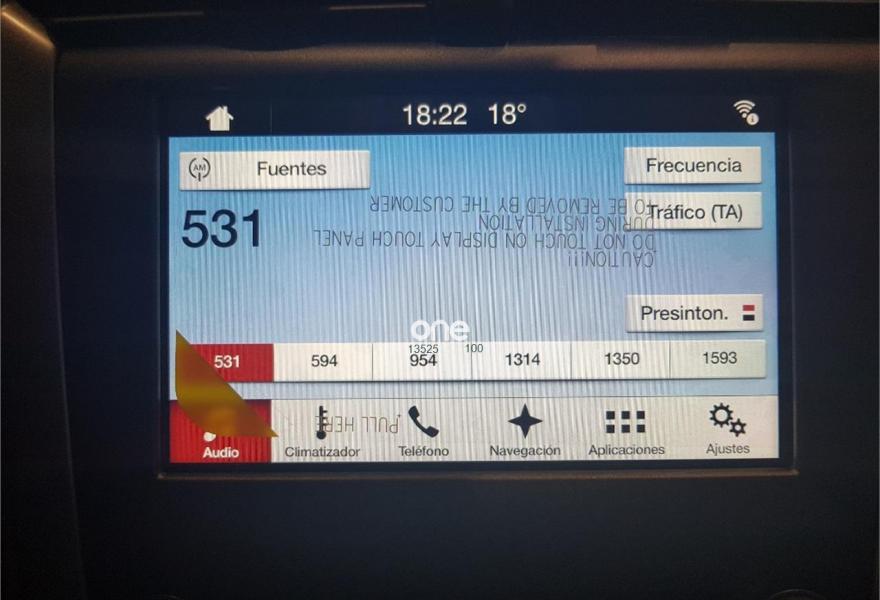 18:22 18°
AM Fuentes
Frecuencia
531
Tráfico (TA)
CAUTION!!!
DO NOT TOUCH ON DISPLAY TOUCH PANEL
DURING INSTALLATION
TO BE REMOVED BY THE CUSTOMER
Presinton.
one
13525 100
531 594 954 1314 1350 1593
PULL HERE
Audio Climatizador Teléfono Navegación Aplicaciones Ajustes